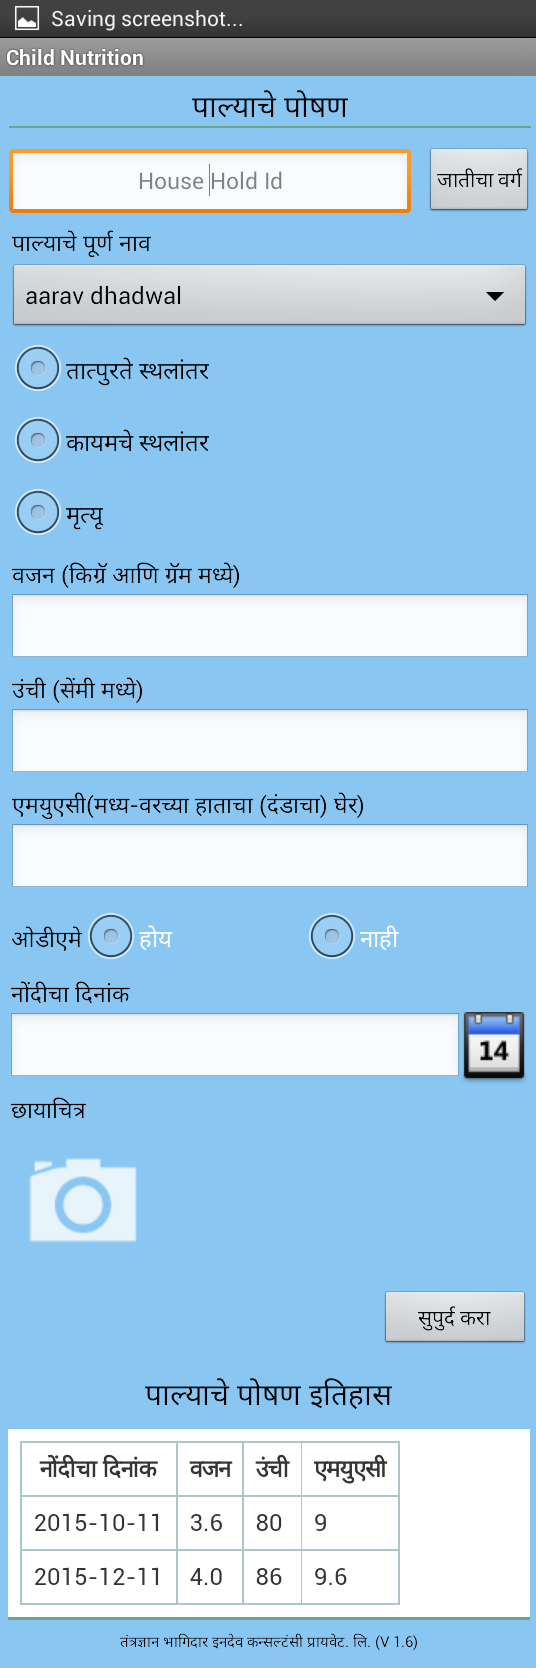 Saving screenshot...
Child Nutrition
पाल्याचे पोषण
House Hold Id
जातीचा वर्ग
पाल्याचे पूर्ण नाव
aarav dhadwal
तात्पुरते स्थलांतर
कायमचे स्थलांतर
मृत्यू
वजन (किग्रॅ आणि ग्रॅम मध्ये)
उंची (सेंमी मध्ये)
एमयुएसी(मध्य-वरच्या हाताचा (दंडाचा) घेर)
ओडीएमे होय नाही
नोंदीचा दिनांक
14
छायाचित्र
सुपुर्द करा
पाल्याचे पोषण इतिहास
नोंदीचा दिनांक वजन उंची एमयुएसी
2015-10-11 3.6 80 9
2015-12-11 4.0 86 9.6
तंत्रज्ञान भागिदार इनदेव कन्सल्टंसी प्रायवेट. लि. (V 1.6)